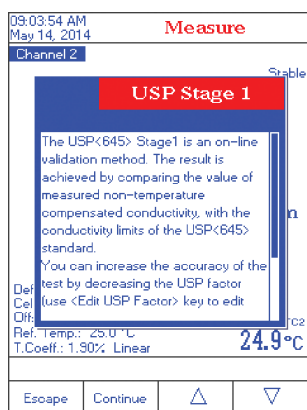 09:03:54 AM
May 14, 2014
Measure
Channel 2
Stable
USP Stage 1
The USP<645> Stage1 is an on-line
validation method. The result is
achieved by comparing the value of
measured non-temperature
compensated conductivity, with the
conductivity limits of the USP<645>
standard.
You can increase the accuracy of the
test by decreasing the USP factor
(use <Edit USP Factor> key to edit
Def
Cel
Off:
Ref. Temp.: 25.0 °C
T.Coeff.: 1.90% Linear
24.9°C
Escape
Continue